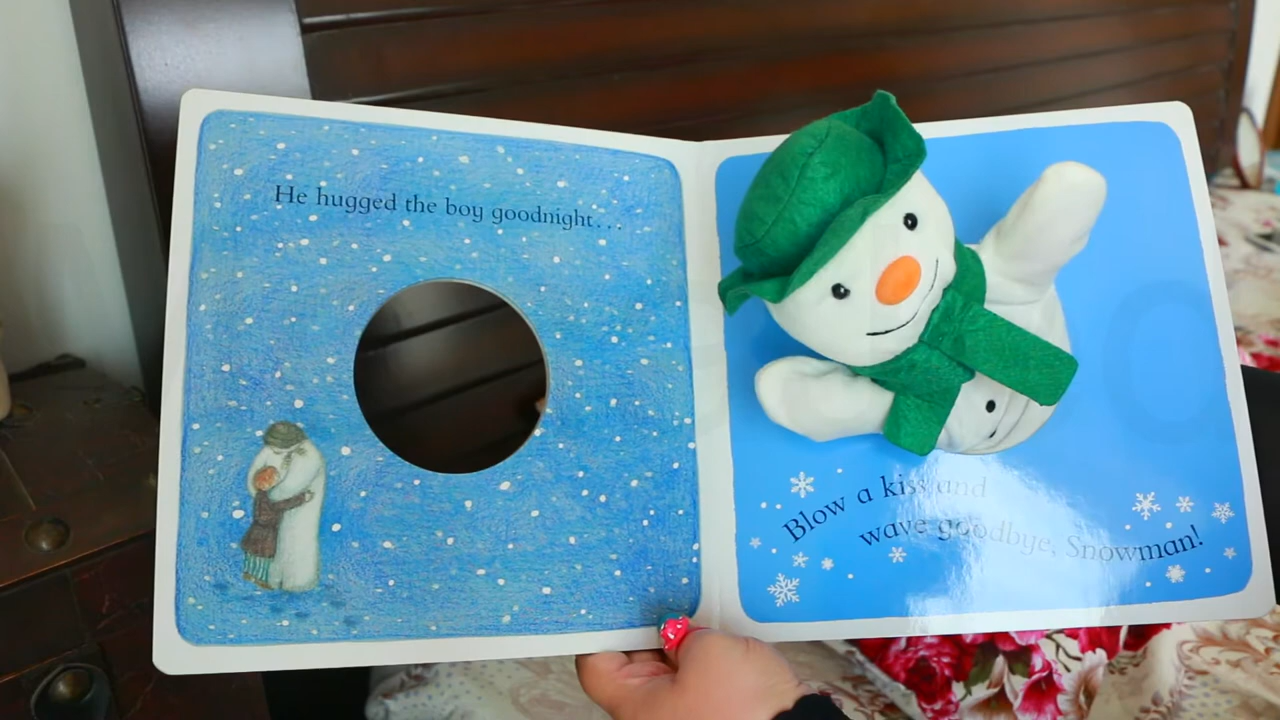 He hugged the boy goodnight...
Blow a kiss and
wave goodbye, Snowman!